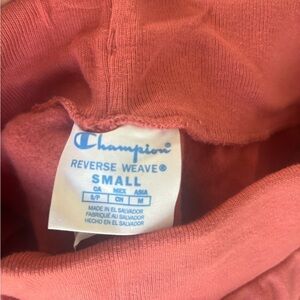 Champion
REVERSE WEAVE®
SMALL
CA MEX ASIA
S/P CH M
MADE IN EL SALVADOR
FABRIQUÉ AU SALVADOR
HECHO EN EL SALVADOR